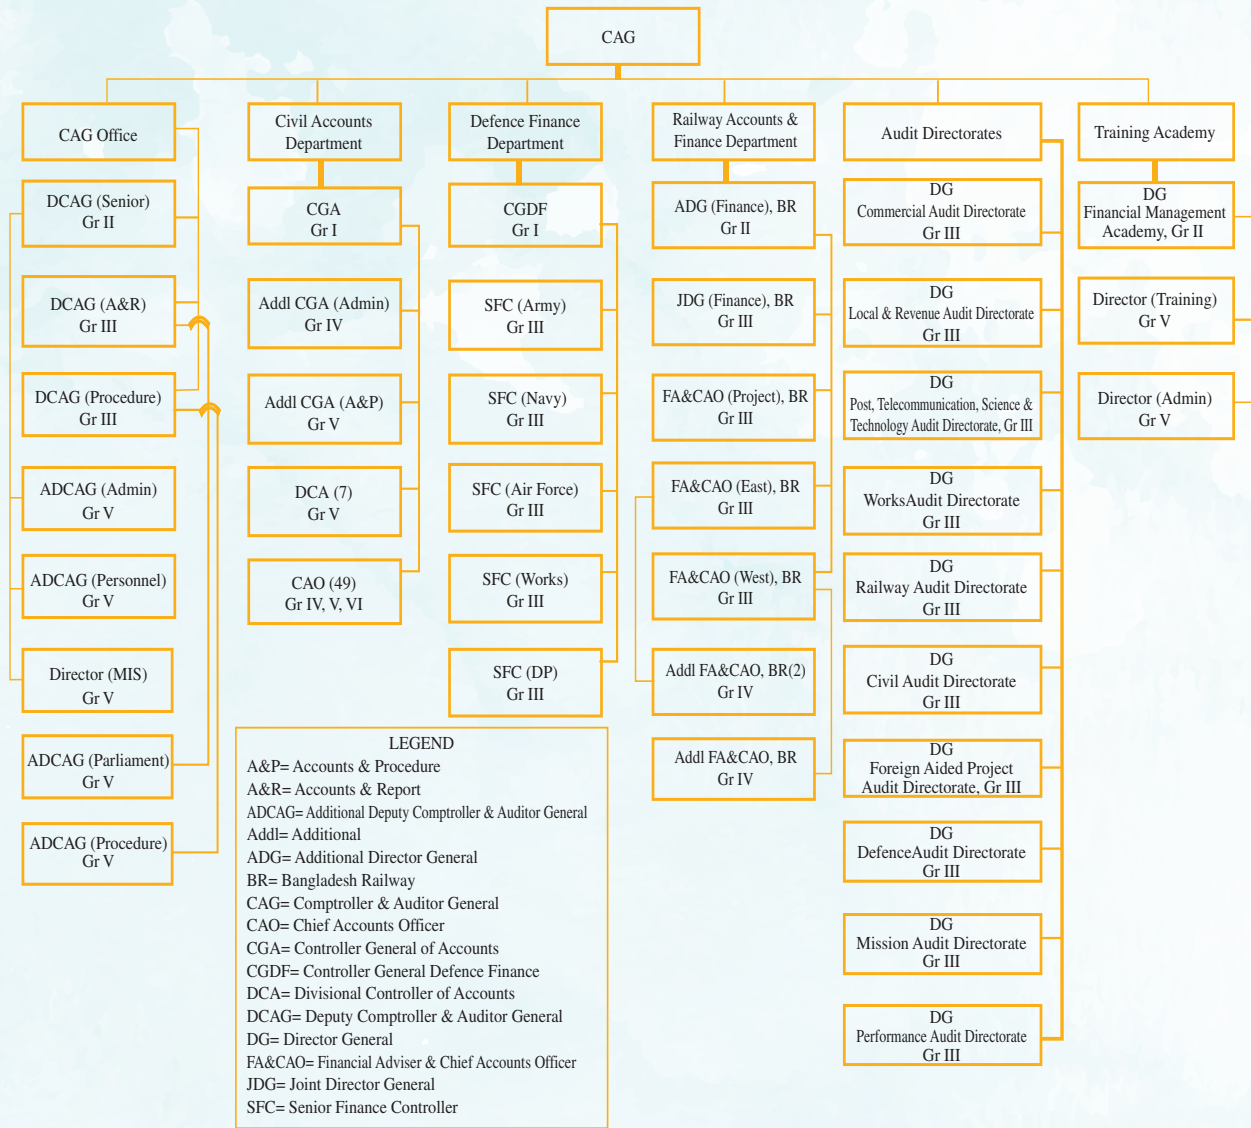 CAG
CAG Office
DCAG (Senior)
Gr II
DCAG (A&R)
Gr III
DCAG (Procedure)
Gr III
ADCAG (Admin)
Gr V
ADCAG (Personnel)
Gr V
Director (MIS)
Gr V
ADCAG (Parliament)
Gr V
ADCAG (Procedure)
Gr V
Civil Accounts
Department
CGA
Gr I
Addl CGA (Admin)
Gr IV
Addl CGA (A&P)
Gr V
DCA (7)
Gr V
CAO (49)
Gr IV, V, VI
Defence Finance
Department
CGDF
Gr I
SFC (Army)
Gr III
SFC (Navy)
Gr III
SFC (Air Force)
Gr III
SFC (Works)
Gr III
SFC (DP)
Gr III
Railway Accounts &
Finance Department
ADG (Finance), BR
Gr II
JDG (Finance), BR
Gr III
FA&CAO (Project), BR
Gr III
FA&CAO (East), BR
Gr III
FA&CAO (West), BR
Gr III
Addl FA&CAO, BR(2)
Gr IV
Addl FA&CAO, BR
Gr IV
Audit Directorates
DG
Commercial Audit Directorate
Gr III
DG
Local & Revenue Audit Directorate
Gr III
DG
Post, Telecommunication, Science &
Technology Audit Directorate, Gr III
DG
WorksAudit Directorate
Gr III
DG
Railway Audit Directorate
Gr III
DG
Civil Audit Directorate
Gr III
DG
Foreign Aided Project
Audit Directorate, Gr III
DG
DefenceAudit Directorate
Gr III
DG
Mission Audit Directorate
Gr III
DG
Performance Audit Directorate
Gr III
Training Academy
DG
Financial Management
Academy, Gr II
Director (Training)
Gr V
Director (Admin)
Gr V
LEGEND
A&P= Accounts & Procedure
A&R= Accounts & Report
ADCAG= Additional Deputy Comptroller & Auditor General
Addl= Additional
ADG= Additional Director General
BR= Bangladesh Railway
CAG= Comptroller & Auditor General
CAO= Chief Accounts Officer
CGA= Controller General of Accounts
CGDF= Controller General Defence Finance
DCA= Divisional Controller of Accounts
DCAG= Deputy Comptroller & Auditor General
DG= Director General
FA&CAO= Financial Adviser & Chief Accounts Officer
JDG= Joint Director General
SFC= Senior Finance Controller